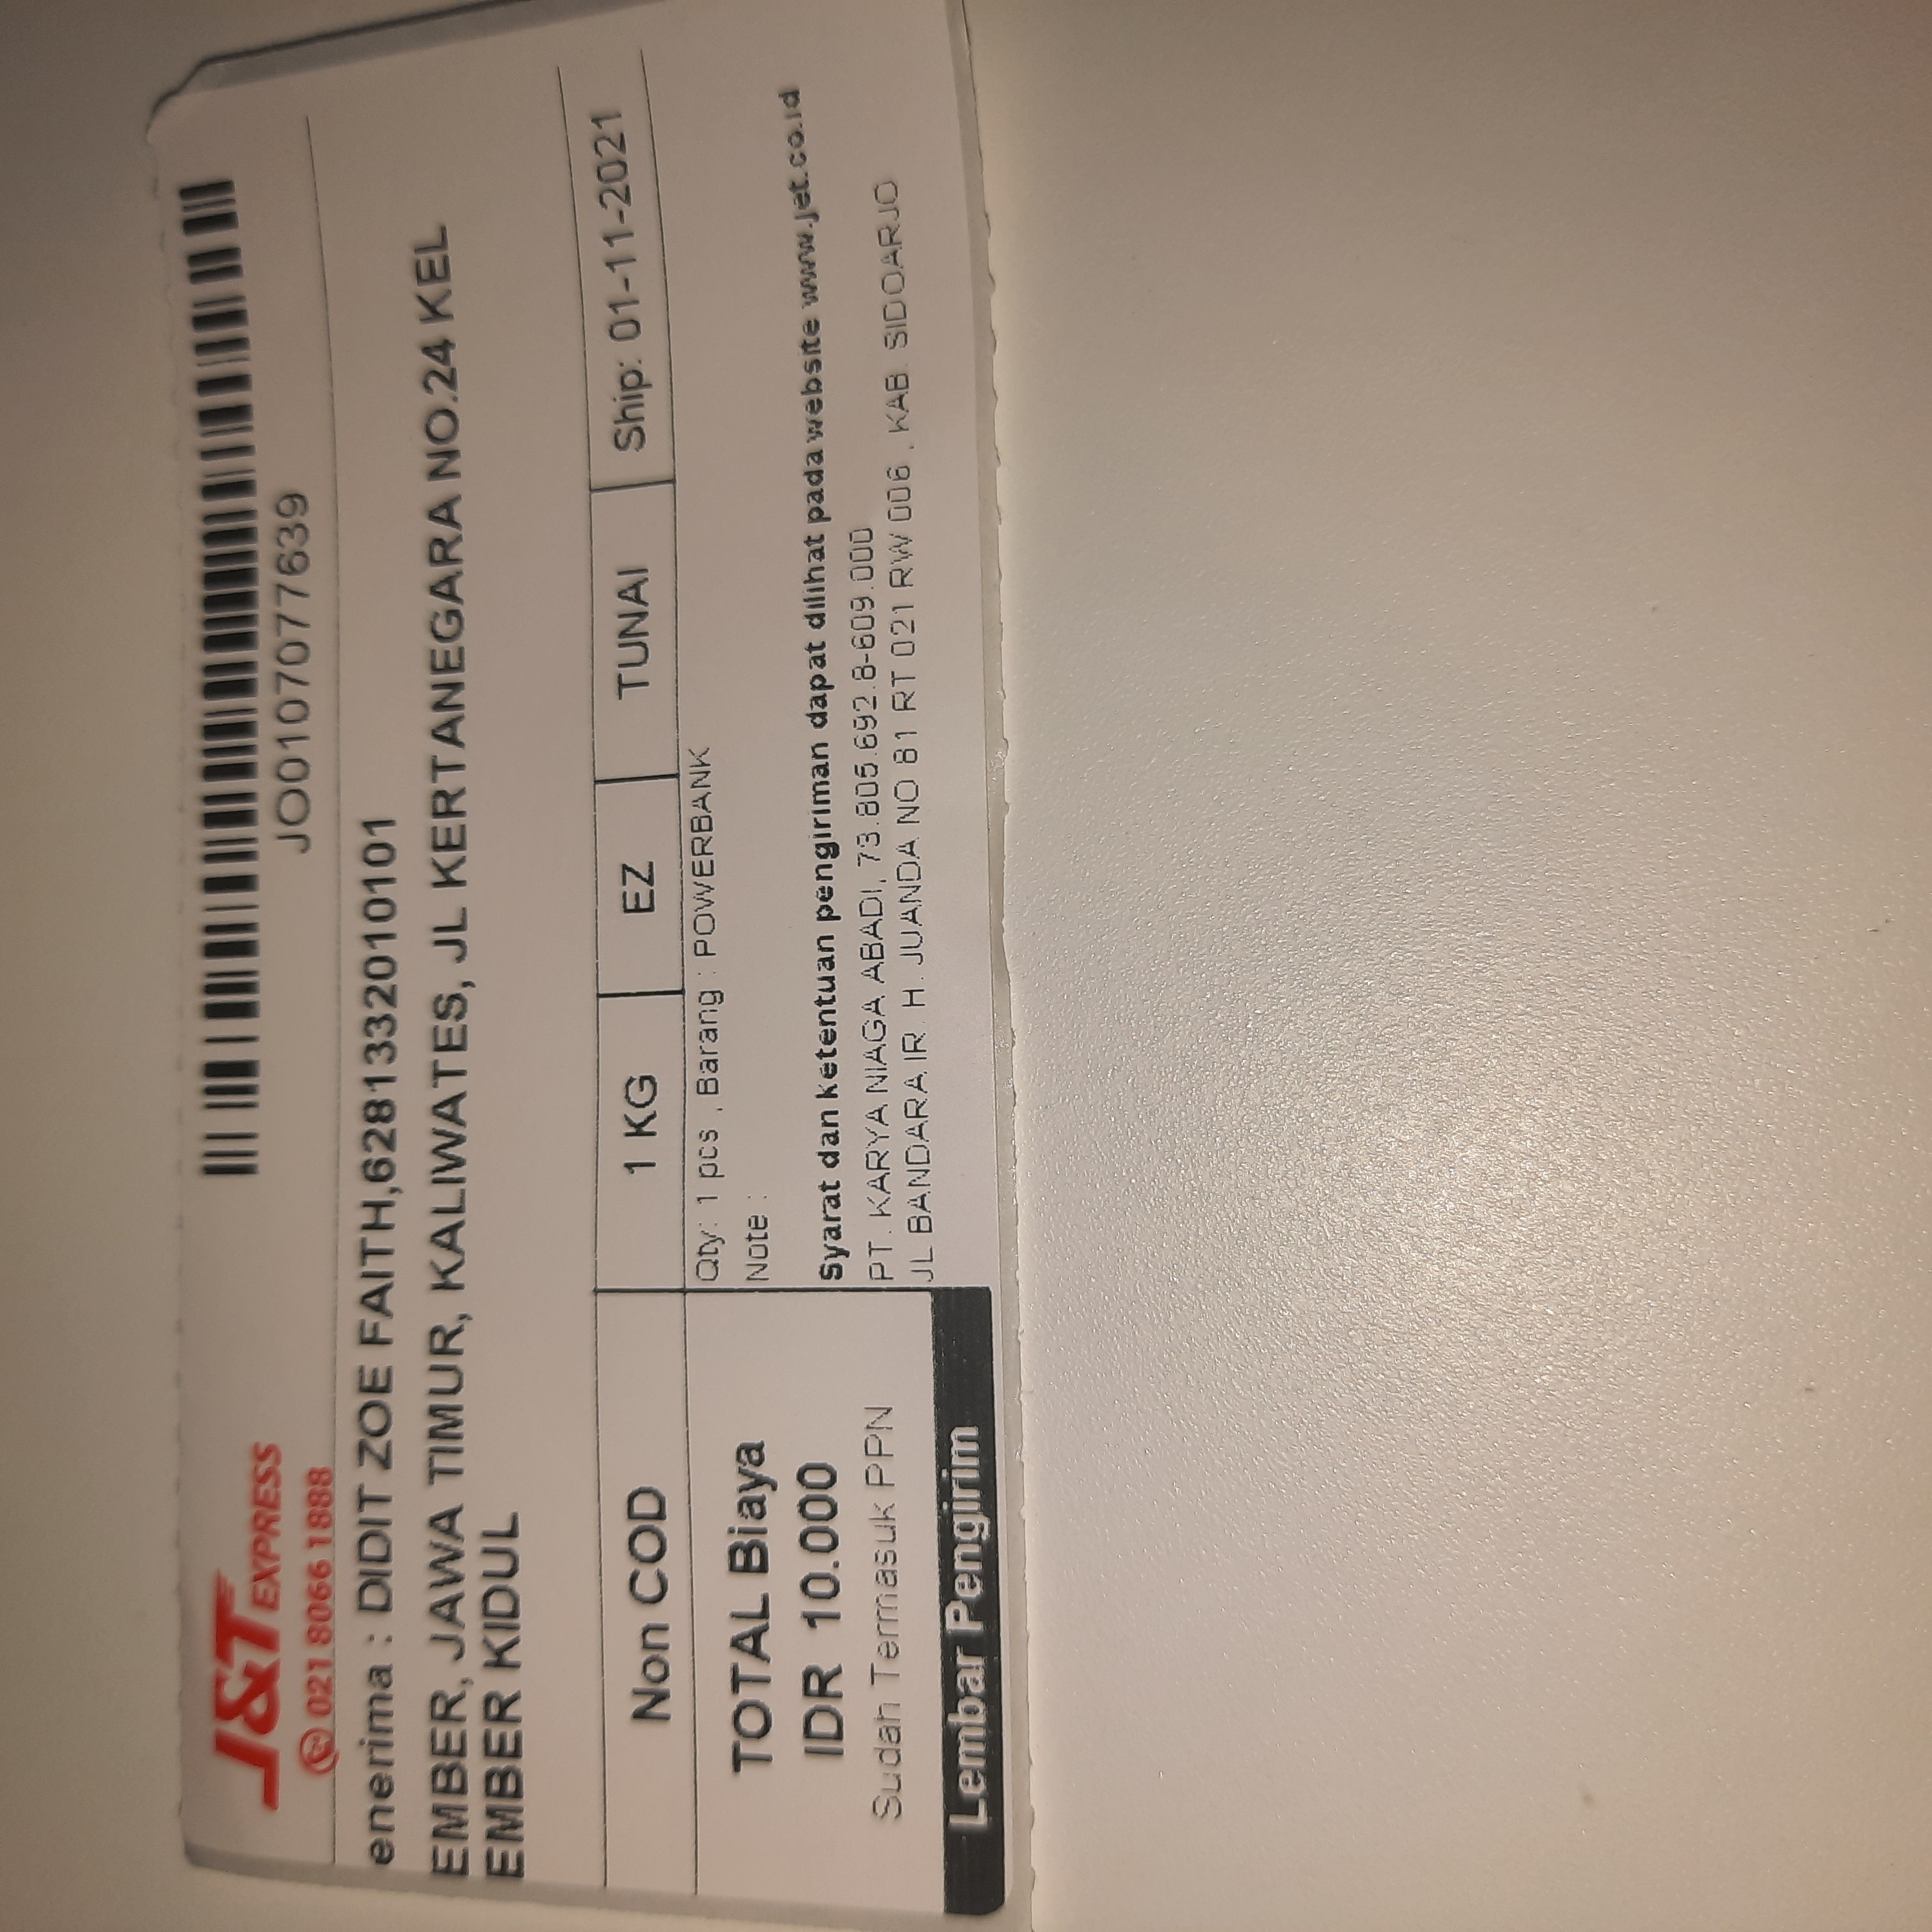 J&T EXPRESS
021 8066 1888
JO0107077639
enerima : DIDIT ZOE FAITH,6281332010101
EMBER, JAWA TIMUR, KALIWATES, JL KERTANEGARA NO.24 KEL
EMBER KIDUL
Non COD
1 KG
EZ
TUNAI
Ship: 01-11-2021
TOTAL Biaya
IDR 10.000
Sudah Termasuk PPN
Lembar Pengirim
Qty: 1 pcs , Barang : POWERBANK
Note :
Syarat dan ketentuan pengiriman dapat dilihat pada website www.jet.co.id
PT. KARYA NIAGA ABADI, 73.805.692.8-609.000
JL BANDARA IR. H. JUANDA NO 81 RT 021 RW 006 , KAB. SIDOARJO